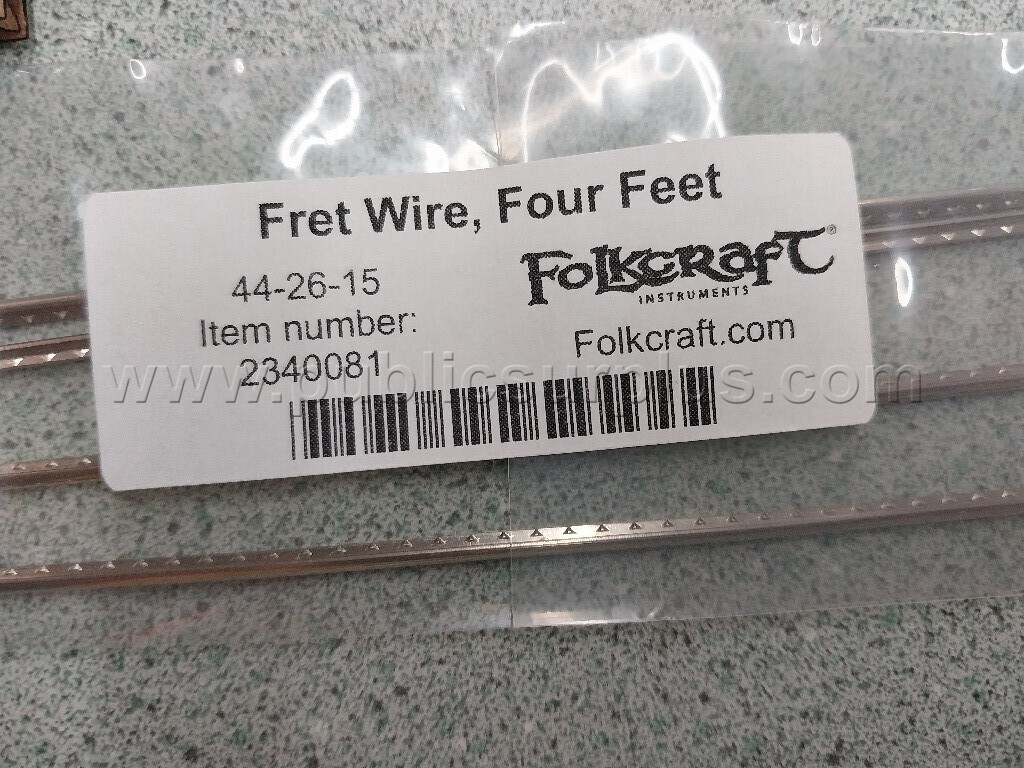 Fret Wire, Four Feet
44-26-15
Item number:
2340081
FOLKCRAFT®
INSTRUMENTS
Folkcraft.com
www.publicsurplus.com